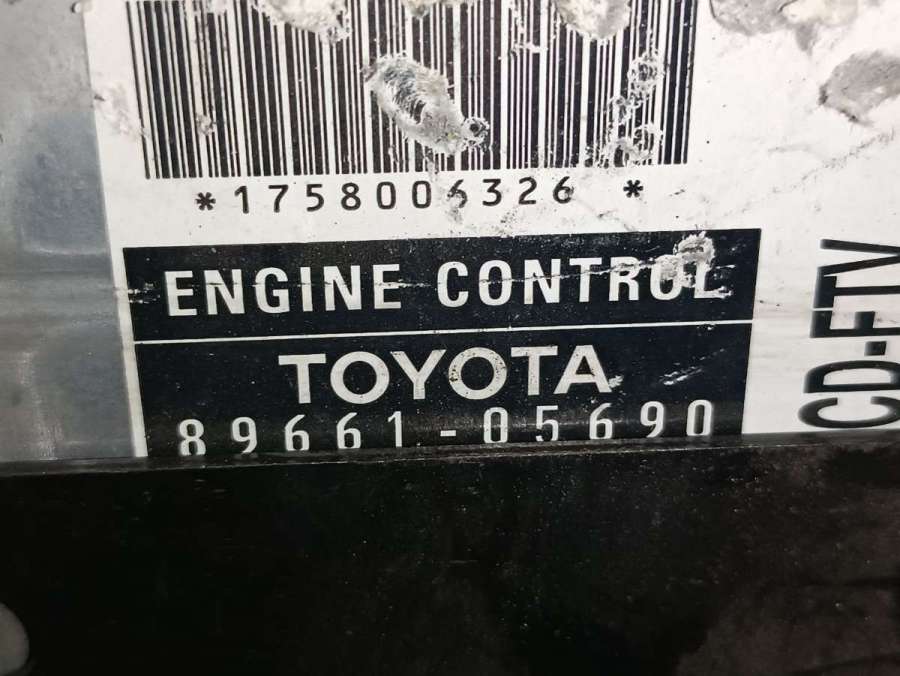 *1758006326 *
ENGINE CONTROL
TOYOTA
89661-05690
CD-FTV